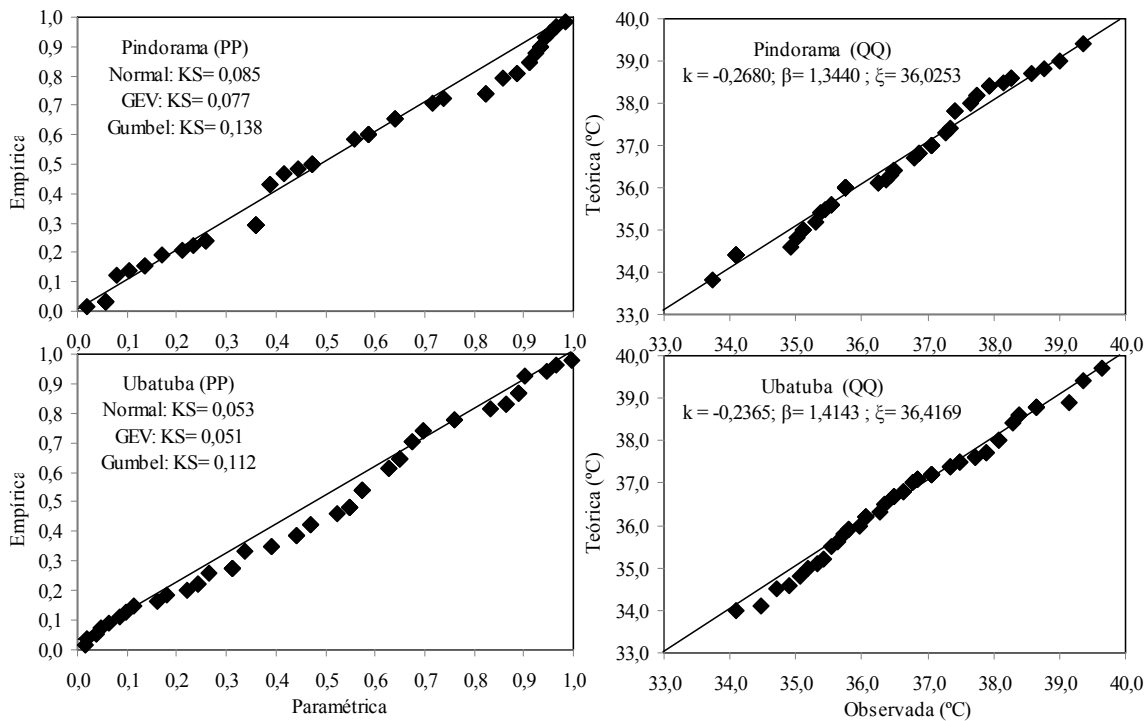 1,0
0,9
0,8
0,7
0,6
0,5
0,4
0,3
0,2
0,1
0,0
Empírica
Pindorama (PP)
Normal: KS= 0,085
GEV: KS= 0,077
Gumbel: KS= 0,138
0,0 0,1 0,2 0,3 0,4 0,5 0,6 0,7 0,8 0,9 1,0
40,0
39,0
38,0
37,0
36,0
35,0
34,0
33,0
Teórica (ºC)
Pindorama (QQ)
k = -0,2680; β= 1,3440 ; ξ= 36,0253
33,0 34,0 35,0 36,0 37,0 38,0 39,0 40,0
1,0
0,9
0,8
0,7
0,6
0,5
0,4
0,3
0,2
0,1
0,0
Empírica
Ubatuba (PP)
Normal: KS= 0,053
GEV: KS= 0,051
Gumbel: KS= 0,112
0,0 0,1 0,2 0,3 0,4 0,5 0,6 0,7 0,8 0,9 1,0
Paramétrica
40,0
39,0
38,0
37,0
36,0
35,0
34,0
33,0
Teórica (ºC)
Ubatuba (QQ)
k = -0,2365; β= 1,4143 ; ξ= 36,4169
33,0 34,0 35,0 36,0 37,0 38,0 39,0 40,0
Observada (ºC)